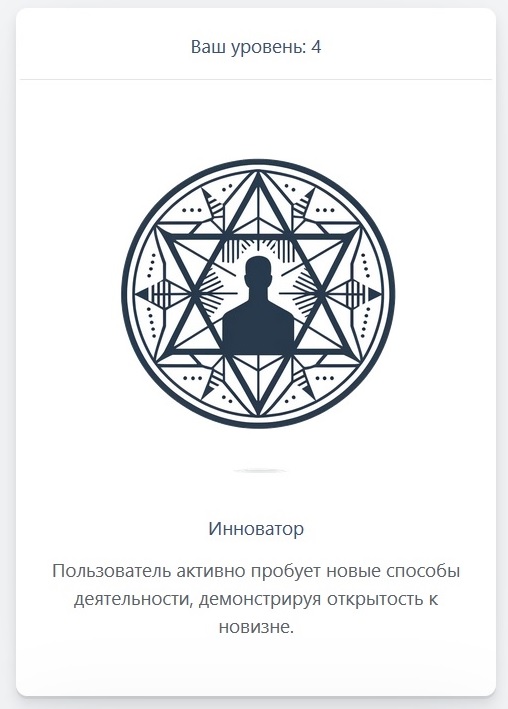 Ваш уровень: 4
Инноватор
Пользователь активно пробует новые способы
деятельности, демонстрируя открытость к
новизне.